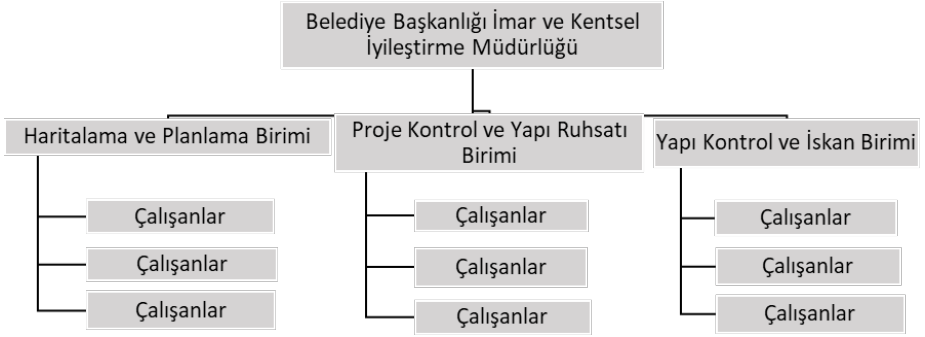 Belediye Başkanlığı İmar ve Kentsel
İyileştirme Müdürlüğü
Haritalama ve Planlama Birimi
Proje Kontrol ve Yapı Ruhsatı
Birimi
Yapı Kontrol ve İskan Birimi
Çalışanlar
Çalışanlar
Çalışanlar
Çalışanlar
Çalışanlar
Çalışanlar
Çalışanlar
Çalışanlar
Çalışanlar